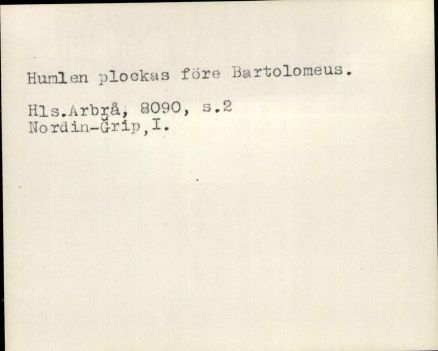 Humlen plockas före Bartolomeus.
Hls.Arbrå, 8090, s.2
Nordin-Grip,I.